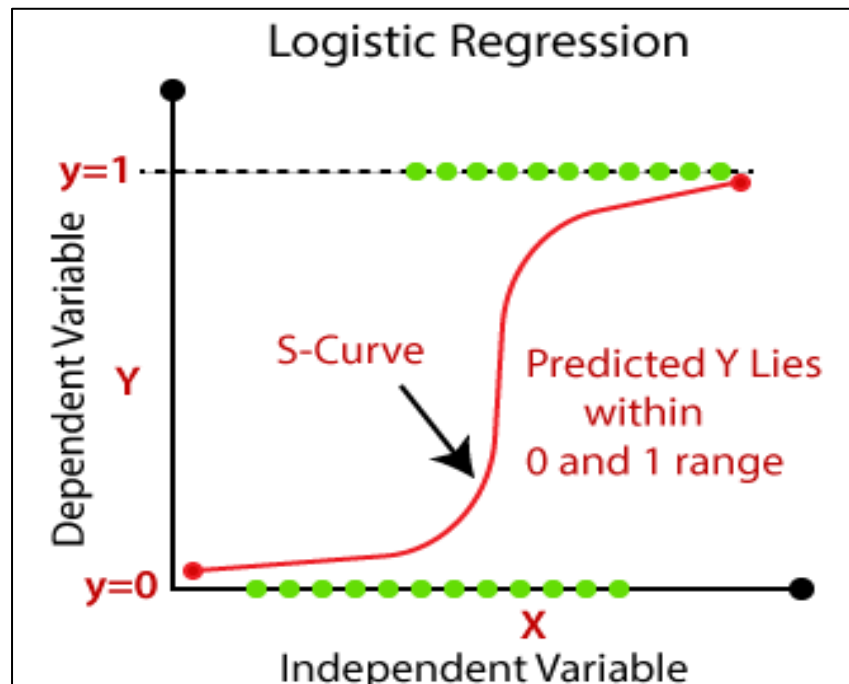 Logistic Regression
y=1
Dependent Variable
Y
S-Curve
Predicted Y Lies
within
0 and 1 range
y=0
X
Independent Variable